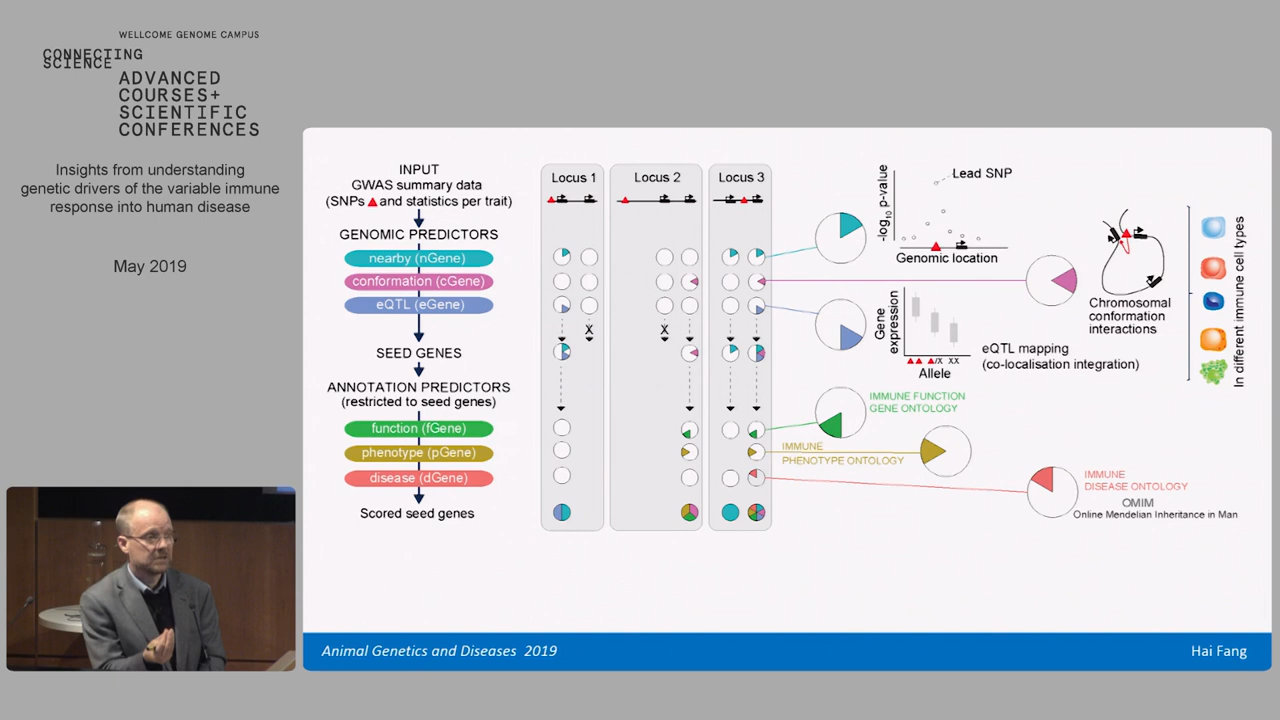 WELLCOME GENOME CAMPUS
CONNECTING
SCIENCE
ADVANCED
COURSES+
SCIENTIFIC
CONFERENCES
Insights from understanding
genetic drivers of the variable immune
response into human disease
May 2019
INPUT
GWAS summary data
(SNPs and statistics per trait)
GENOMIC PREDICTORS
nearby (nGene)
conformation (cGene)
eQTL (eGene)
SEED GENES
ANNOTATION PREDICTORS
(restricted to seed genes)
function (fGene)
phenotype (pGene)
disease (dGene)
Scored seed genes
Locus 1
Locus 2
Locus 3
X
X
-log10 p-value
Lead SNP
Genomic location
Gene
expression
/X XX
Allele
eQTL mapping
(co-localisation integration)
Chromosomal
conformation
interactions
In different immune cell types
IMMUNE FUNCTION
GENE ONTOLOGY
IMMUNE
PHENOTYPE ONTOLOGY
IMMUNE
DISEASE ONTOLOGY
OMIM
Online Mendelian Inheritance in Man
Animal Genetics and Diseases 2019
Hai Fang